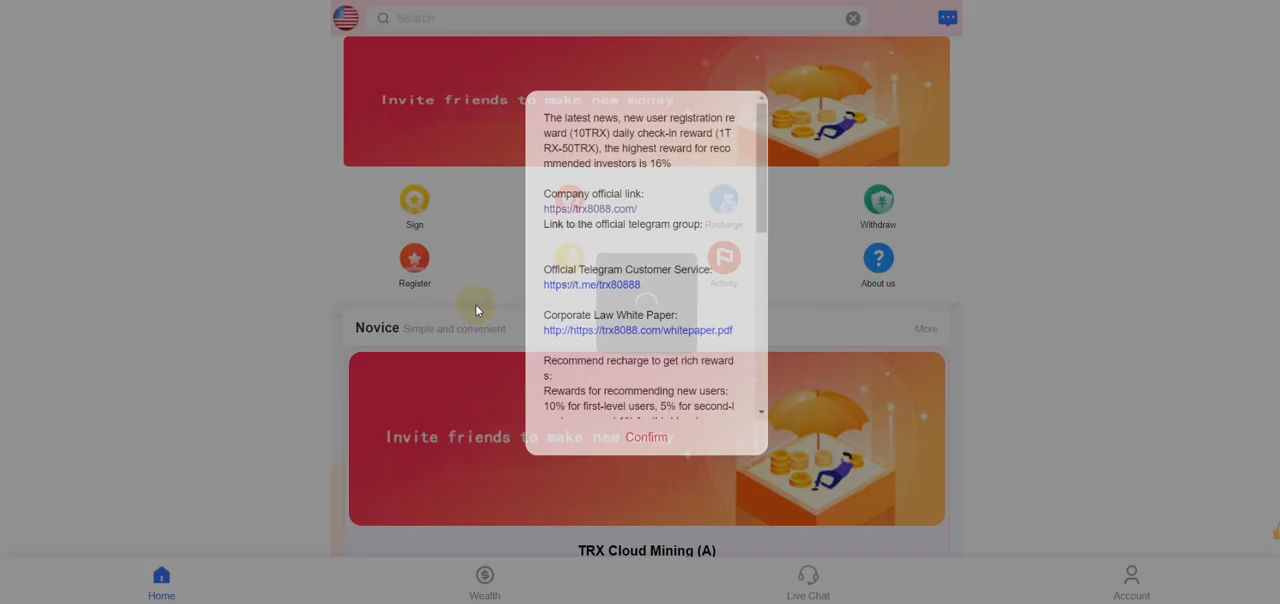 Search
Invite friends to make new money
The latest news, new user registration re
ward (10TRX) daily check-in reward (1T
RX-50TRX), the highest reward for reco
mmended investors is 16%
Company official link:
https://trx8088.com/
Link to the official telegram group:
Official Telegram Customer Service:
https://t.me/trx80888
Corporate Law White Paper:
http://https://trx8088.com/whitepaper.pdf
Recommend recharge to get rich reward
s:
Rewards for recommending new users:
10% for first-level users, 5% for second-l
Confirm
Sign
Recharge
Withdraw
Register
Activity
About us
Novice Simple and convenient
More
Invite friends to make new
TRX Cloud Mining (A)
Home
Wealth
Live Chat
Account